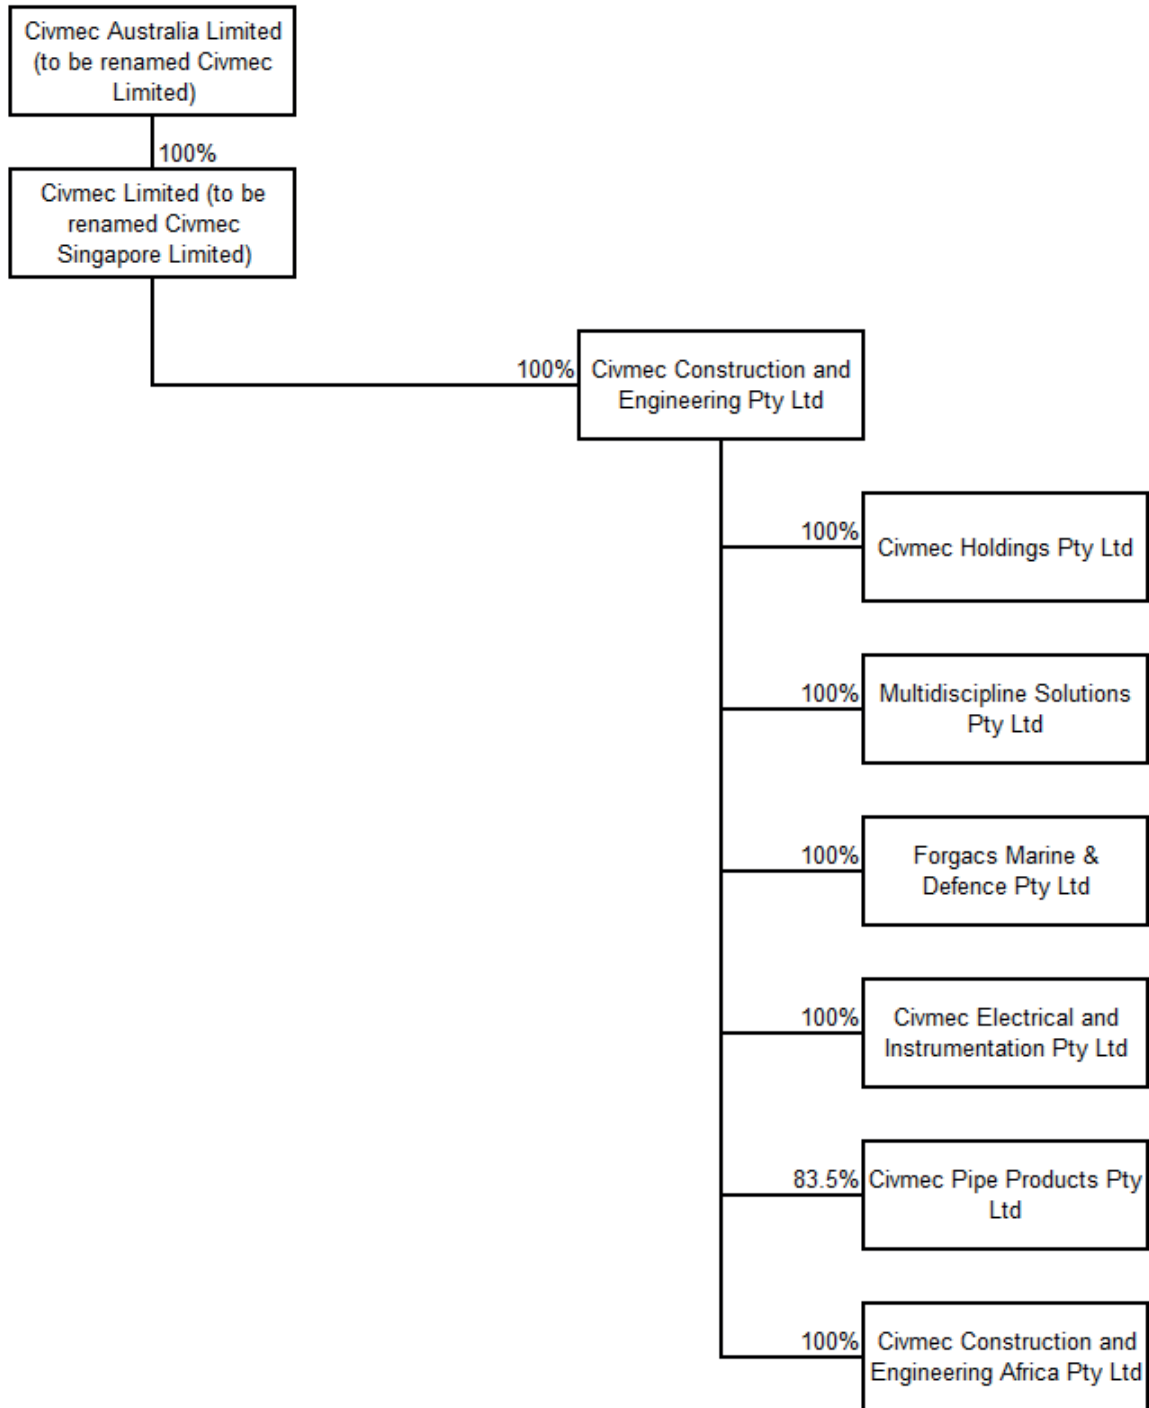 Civmec Australia Limited
(to be renamed Civmec
Limited)
100%
Civmec Limited (to be
renamed Civmec
Singapore Limited)
100%
Civmec Construction and
Engineering Pty Ltd
100%
Civmec Holdings Pty Ltd
100%
Multidiscipline Solutions
Pty Ltd
100%
Forgacs Marine &
Defence Pty Ltd
100%
Civmec Electrical and
Instrumentation Pty Ltd
83.5%
Civmec Pipe Products Pty
Ltd
100%
Civmec Construction and
Engineering Africa Pty Ltd